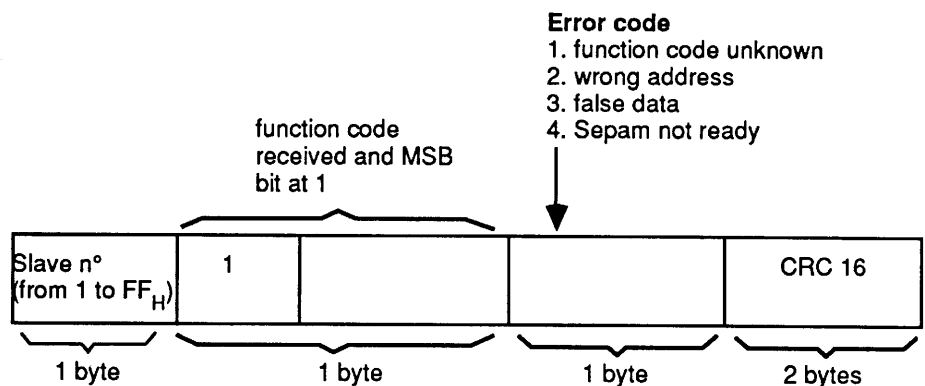 Error code
1. function code unknown
2. wrong address
3. false data
4. Sepam not ready
function code
received and MSB
bit at 1
Slave n°
(from 1 to FF_H)
1
CRC 16
1 byte
1 byte
1 byte
2 bytes